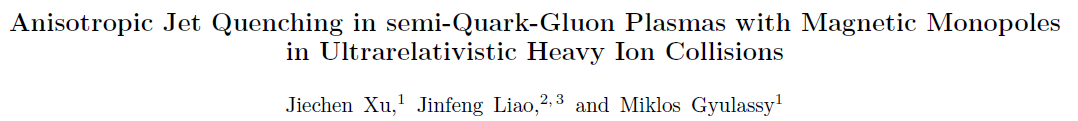 Anisotropic Jet Quenching in semi-Quark-Gluon Plasmas with Magnetic Monopoles
in Ultrarelativistic Heavy Ion Collisions
Jiechen Xu,¹ Jinfeng Liao,²,³ and Miklos Gyulassy¹